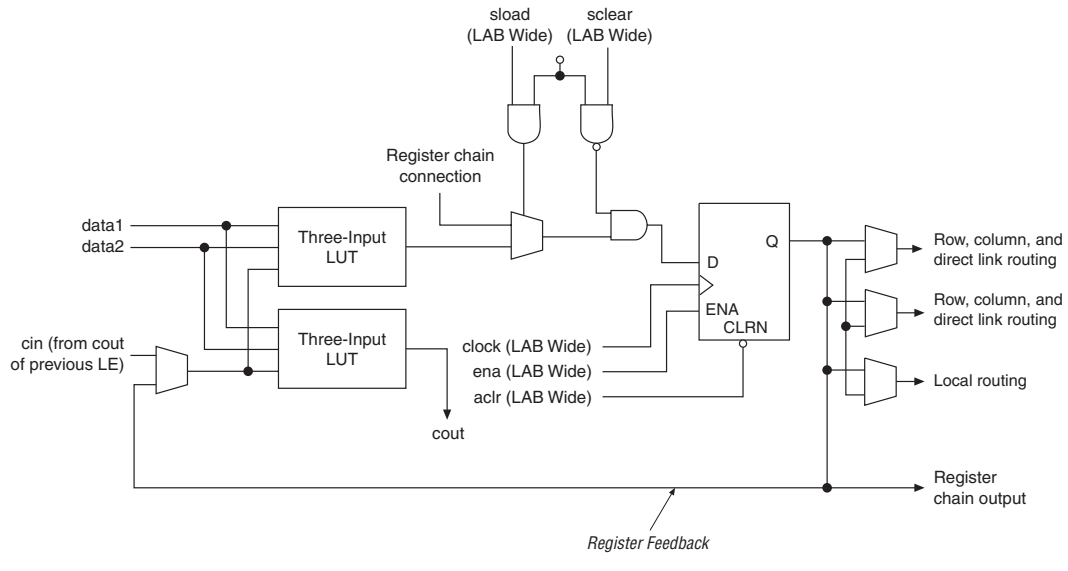 sload
(LAB Wide)
sclear
(LAB Wide)
Register chain
connection
data1
data2
Three-Input
LUT
Three-Input
LUT
cin (from cout
of previous LE)
cout
D
Q
ENA
CLRN
clock (LAB Wide)
ena (LAB Wide)
aclr (LAB Wide)
Row, column, and
direct link routing
Row, column, and
direct link routing
Local routing
Register
chain output
Register Feedback